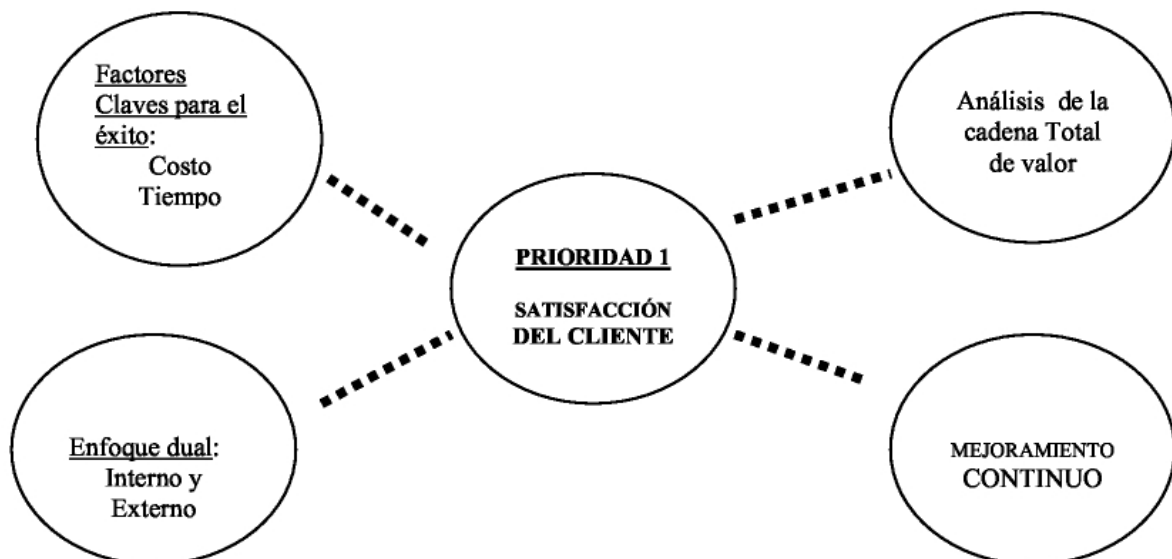 Factores
Claves para el
éxito:
Costo
Tiempo
Análisis de la
cadena Total
de valor
PRIORIDAD 1
SATISFACCIÓN
DEL CLIENTE
Enfoque dual:
Interno y
Externo
MEJORAMIENTO
CONTINUO